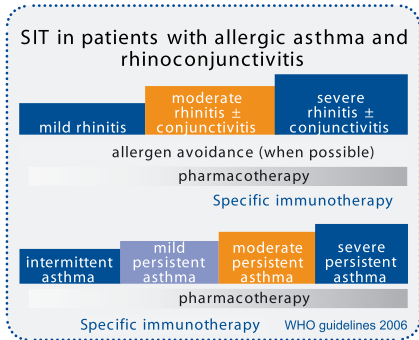 SIT in patients with allergic asthma and
rhinoconjunctivitis
mild rhinitis
moderate
rhinitis ±
conjunctivitis
severe
rhinitis ±
conjunctivitis
allergen avoidance (when possible)
pharmacotherapy
Specific immunotherapy
intermittent
asthma
mild
persistent
asthma
moderate
persistent
asthma
severe
persistent
asthma
pharmacotherapy
Specific immunotherapy
WHO guidelines 2006